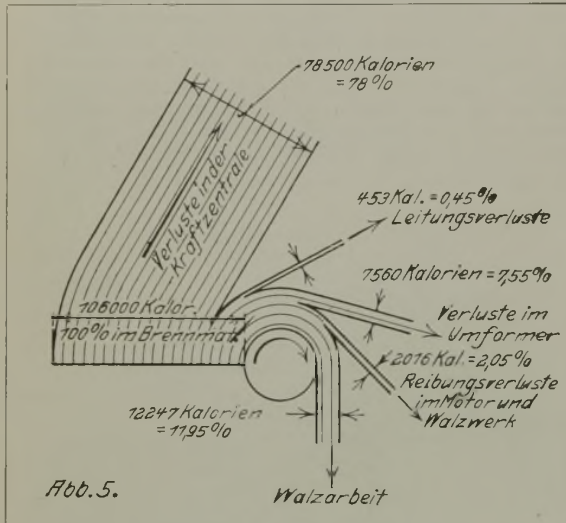 78500 Kalorien
= 78%
Verluste in der
Kraftzentrale
453 Kal. = 0,45%
Leitungsverluste
7560 Kalorien = 7,55%
Verluste im
Umformer
106000 Kalor.
100% im Brennmat.
2016 Kal. = 2,05%
Reibungsverluste
im Motor und
Walzwerk
12247 Kalorien
= 11,95%
Abb. 5.
Walzarbeit